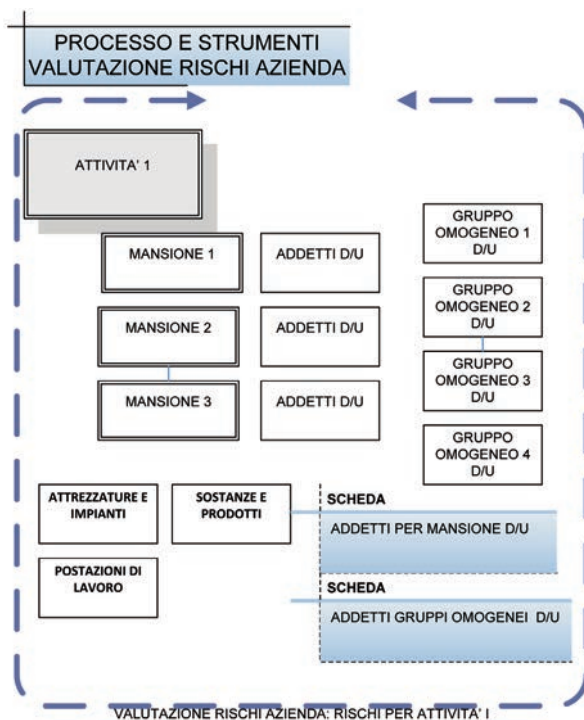 PROCESSO E STRUMENTI
VALUTAZIONE RISCHI AZIENDA
ATTIVITA' 1
MANSIONE 1
ADDETTI D/U
GRUPPO
OMOGENEO 1
D/U
MANSIONE 2
ADDETTI D/U
GRUPPO
OMOGENEO 2
D/U
MANSIONE 3
ADDETTI D/U
GRUPPO
OMOGENEO 3
D/U
GRUPPO
OMOGENEO 4
D/U
ATTREZZATURE E
IMPIANTI
SOSTANZE E
PRODOTTI
SCHEDA
ADDETTI PER MANSIONE D/U
POSTAZIONI DI
LAVORO
SCHEDA
ADDETTI GRUPPI OMOGENEI D/U
VALUTAZIONE RISCHI AZIENDA: RISCHI PER ATTIVITA' I